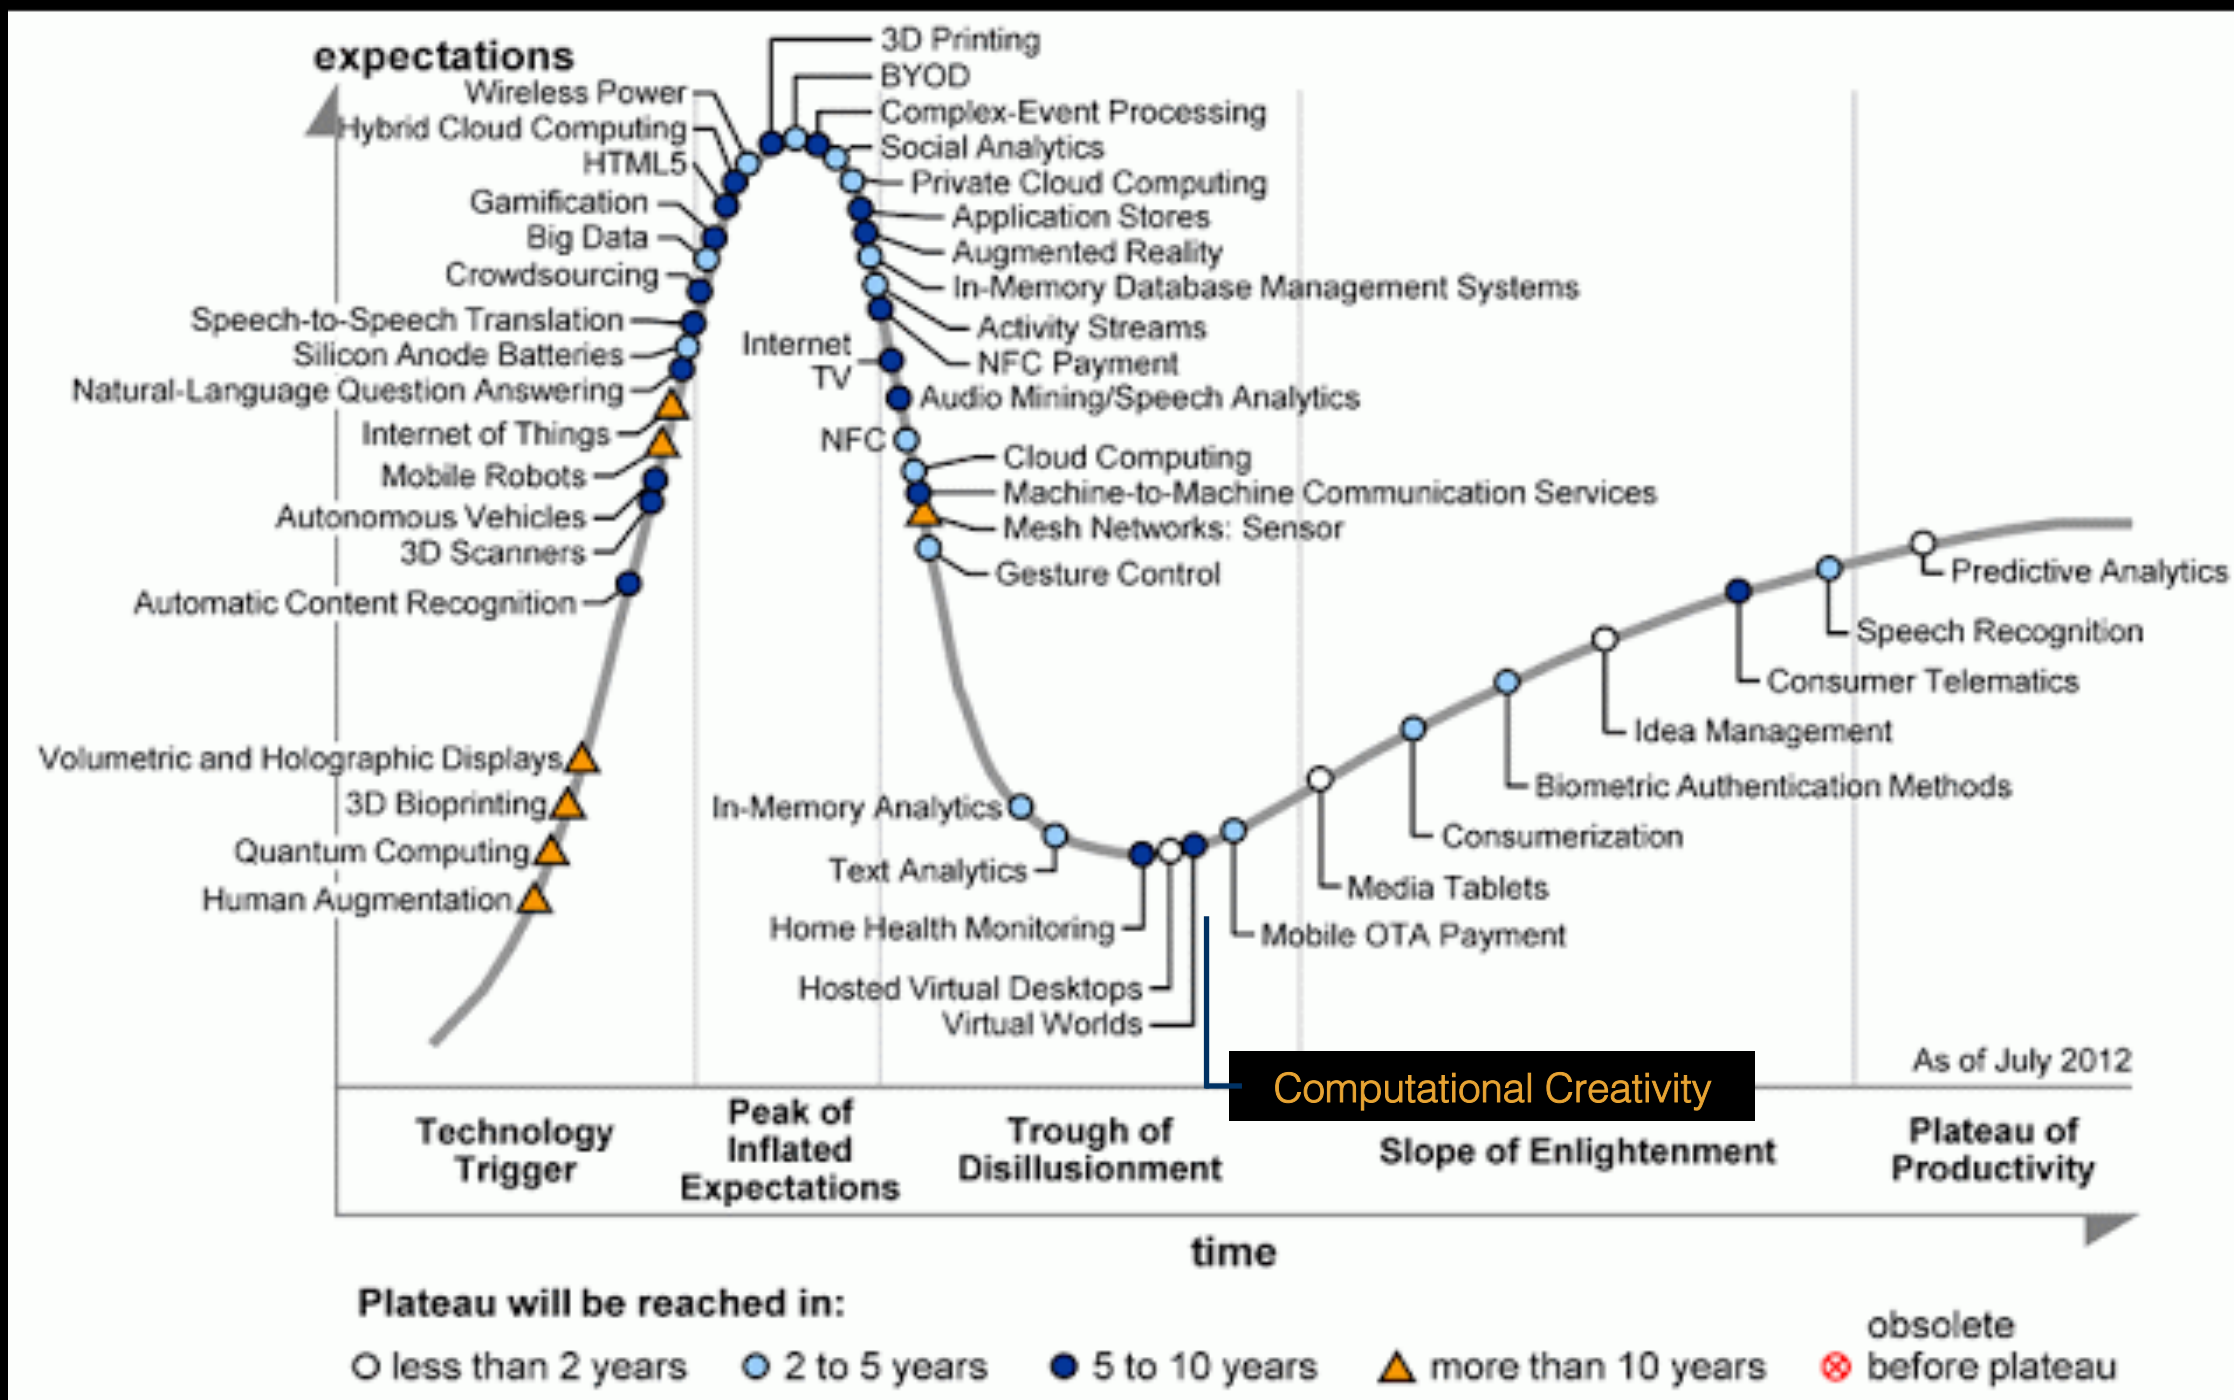 expectations
3D Printing
BYOD
Complex-Event Processing
Social Analytics
Private Cloud Computing
Application Stores
Augmented Reality
In-Memory Database Management Systems
Activity Streams
NFC Payment
Wireless Power
Hybrid Cloud Computing
HTML5
Gamification
Big Data
Crowdsourcing
Speech-to-Speech Translation
Silicon Anode Batteries
Natural-Language Question Answering
Internet of Things
Mobile Robots
Autonomous Vehicles
3D Scanners
Automatic Content Recognition
Volumetric and Holographic Displays
3D Bioprinting
Quantum Computing
Human Augmentation
Internet
TV
Audio Mining/Speech Analytics
NFC
Cloud Computing
Machine-to-Machine Communication Services
Mesh Networks: Sensor
Gesture Control
In-Memory Analytics
Text Analytics
Home Health Monitoring
Hosted Virtual Desktops
Virtual Worlds
Computational Creativity
Mobile OTA Payment
Media Tablets
Consumerization
Biometric Authentication Methods
Idea Management
Consumer Telematics
Speech Recognition
Predictive Analytics
As of July 2012
Technology
Trigger
Peak of
Inflated
Expectations
Trough of
Disillusionment
Slope of Enlightenment
Plateau of
Productivity
time
Plateau will be reached in:
less than 2 years
2 to 5 years
5 to 10 years
more than 10 years
obsolete
before plateau